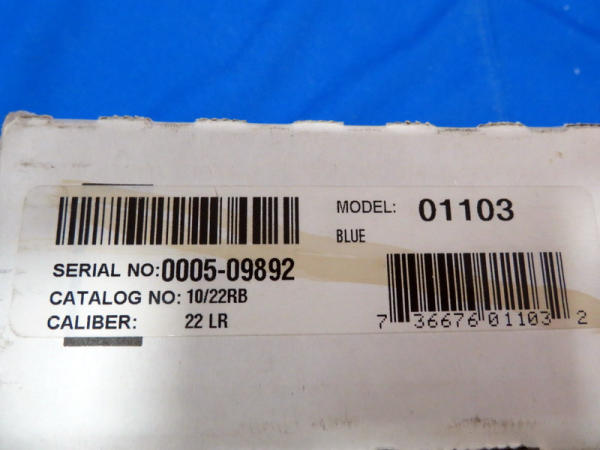 MODEL: 01103
BLUE
SERIAL NO:0005-09892
CATALOG NO: 10/22RB
CALIBER: 22 LR
7 36676 01103 2